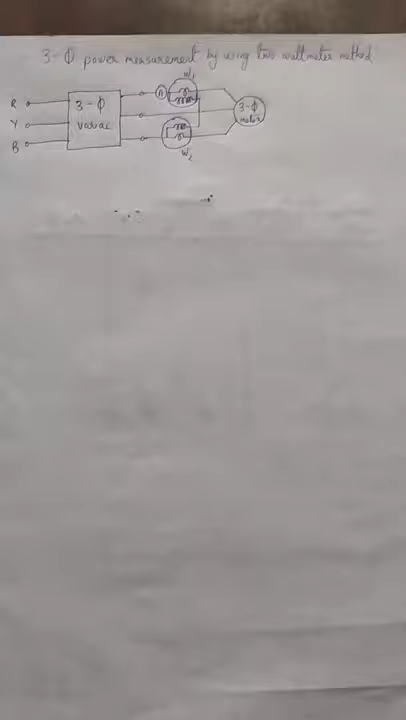 3-Φ power measurement by using two wattmeter method
W1
R
Y
B
3-Φ
variac
A
3-Φ
motor
W2